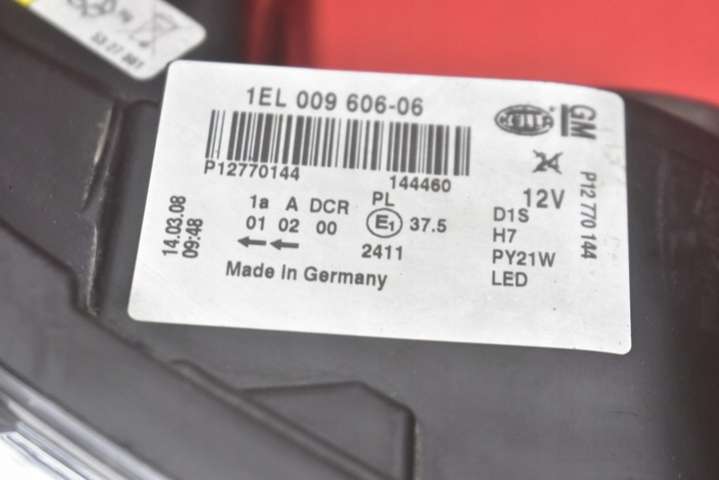 1EL 009 606-06
HELLA
GM
P12770144 144460
12V
P12 770 144
14.03.08
09:48
1a A DCR PL
01 02 00 E1 37.5
2411
D1S
H7
PY21W
LED
Made in Germany